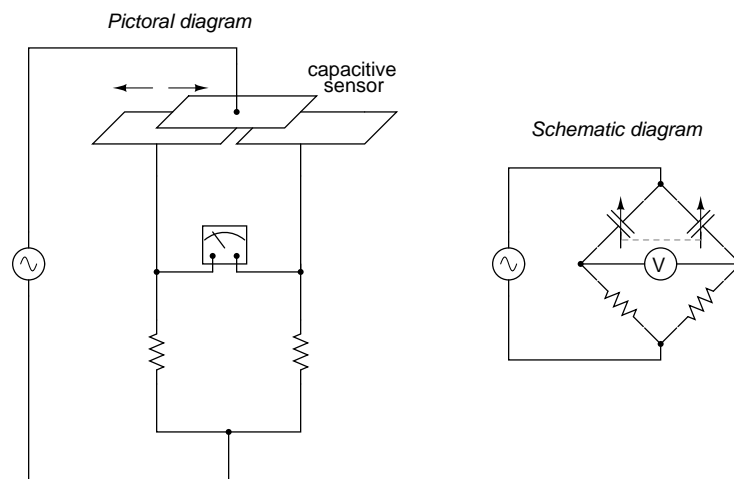 Pictoral diagram
capacitive
sensor
Schematic diagram
V